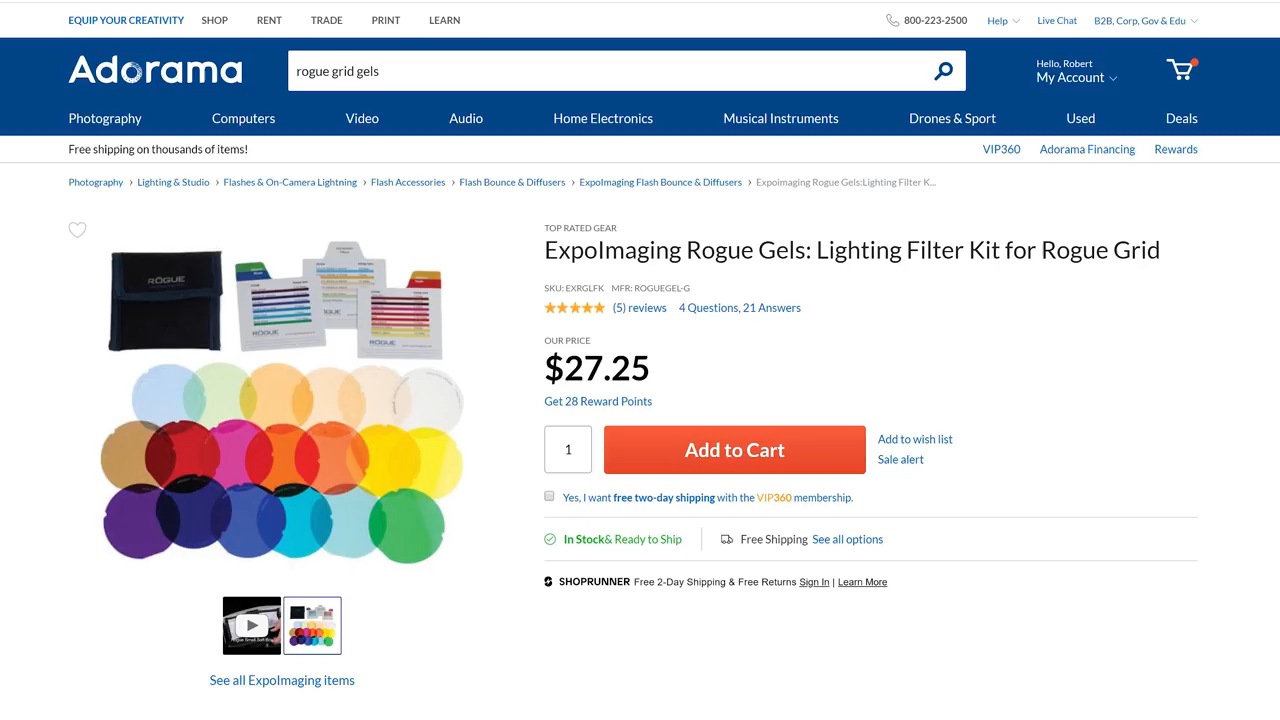 EQUIP YOUR CREATIVITY SHOP RENT TRADE PRINT LEARN 800-223-2500 Help Live Chat B2B, Corp, Gov & Edu
Adorama rogue grid gels Hello, Robert
My Account
Photography Computers Video Audio Home Electronics Musical Instruments Drones & Sport Used Deals
Free shipping on thousands of items! VIP360 Adorama Financing Rewards
Photography › Lighting & Studio › Flashes & On-Camera Lightning › Flash Accessories › Flash Bounce & Diffusers › ExpoImaging Flash Bounce & Diffusers › Expoimaging Rogue Gels:Lighting Filter K...
TOP RATED GEAR
ExpoImaging Rogue Gels: Lighting Filter Kit for Rogue Grid
SKU: EXRGLFK MFR: ROGUEGEL-G
(5) reviews 4 Questions, 21 Answers
OUR PRICE
$27.25
Get 28 Reward Points
1 Add to Cart Add to wish list
Sale alert
Yes, I want free two-day shipping with the VIP360 membership.
In Stock& Ready to Ship Free Shipping See all options
SHOPRUNNER Free 2-Day Shipping & Free Returns Sign In | Learn More
ROGUE
ROGUE
ROGUE
See all ExpoImaging items